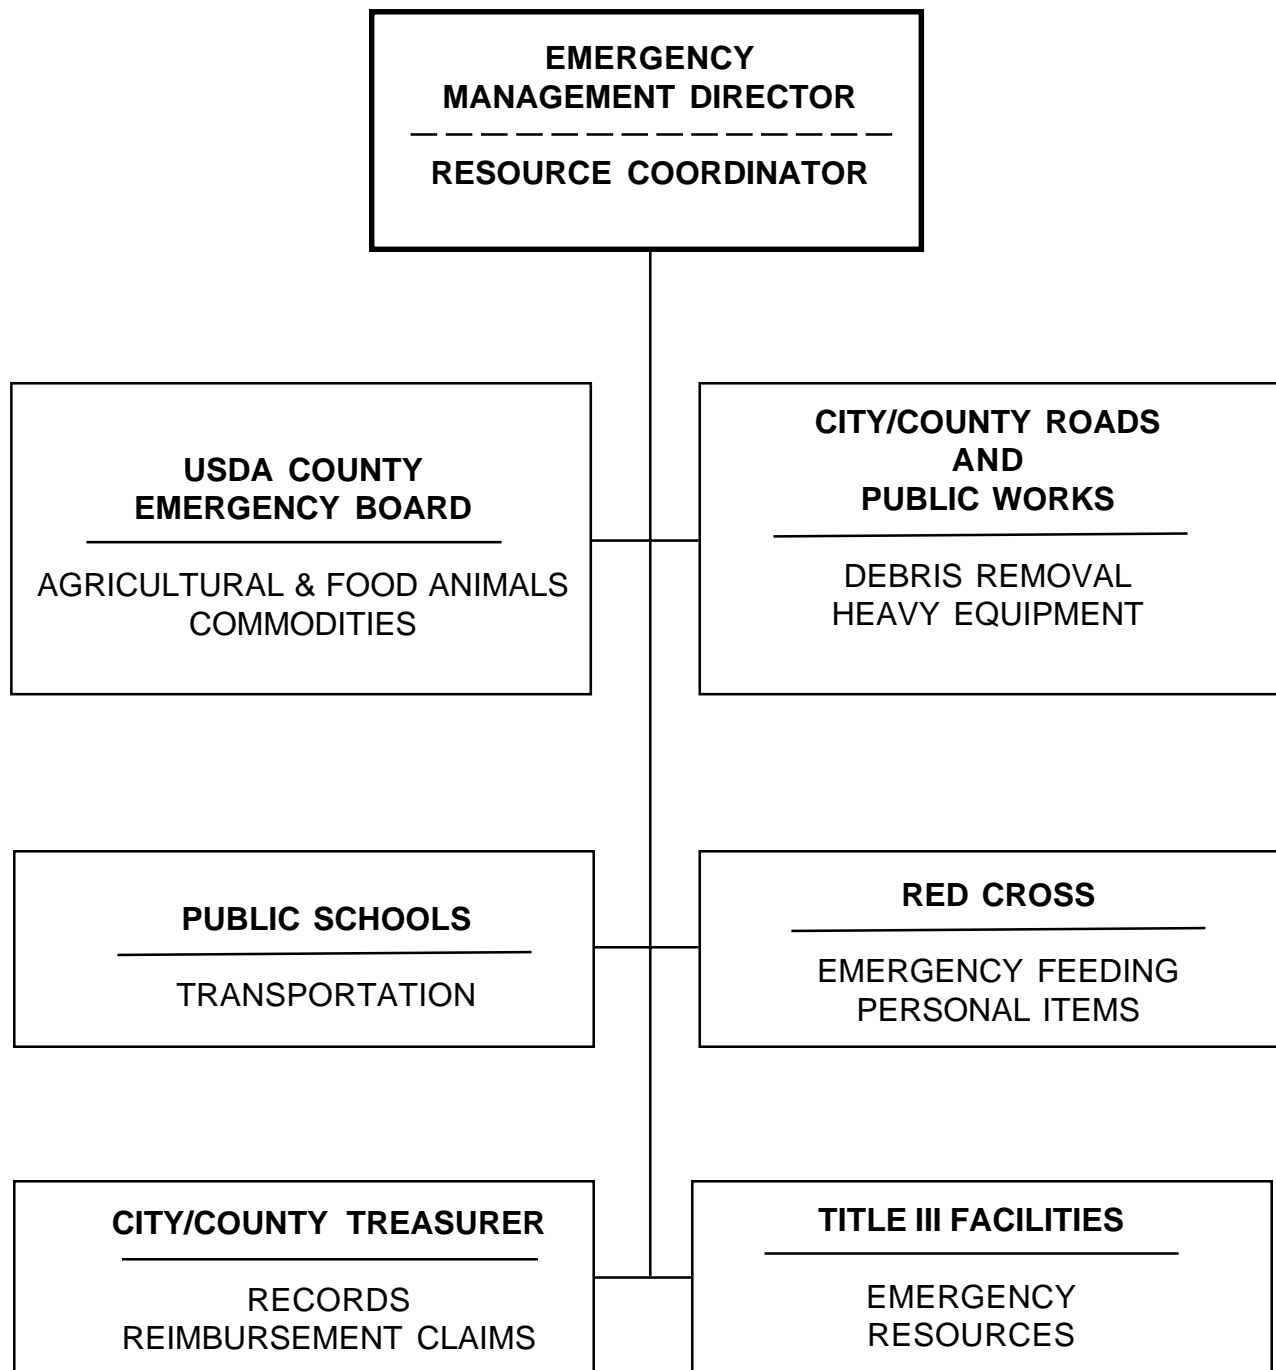 EMERGENCY
MANAGEMENT DIRECTOR
RESOURCE COORDINATOR
USDA COUNTY
EMERGENCY BOARD
AGRICULTURAL & FOOD ANIMALS
COMMODITIES
CITY/COUNTY ROADS
AND
PUBLIC WORKS
DEBRIS REMOVAL
HEAVY EQUIPMENT
PUBLIC SCHOOLS
TRANSPORTATION
RED CROSS
EMERGENCY FEEDING
PERSONAL ITEMS
CITY/COUNTY TREASURER
RECORDS
REIMBURSEMENT CLAIMS
TITLE III FACILITIES
EMERGENCY
RESOURCES